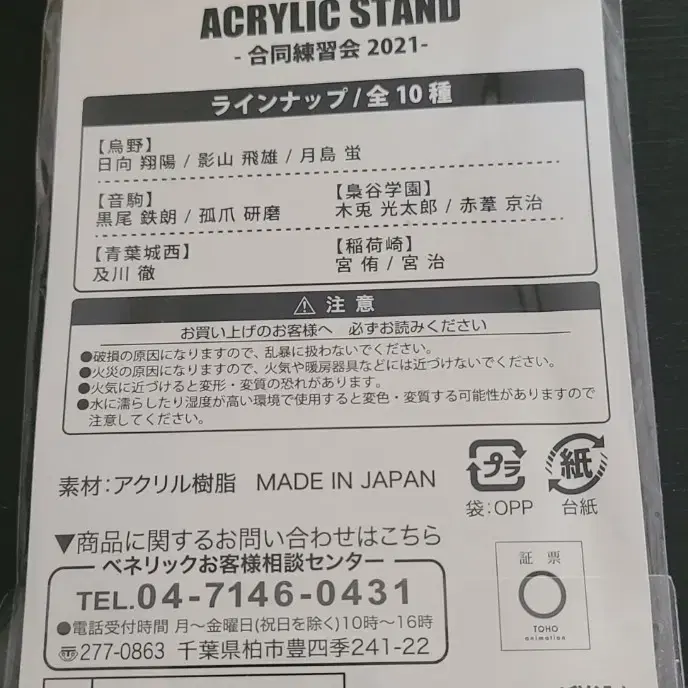 ACRYLIC STAND
- 合同練習会 2021-
ラインナップ/全10種
【烏野】
日向 翔陽 / 影山 飛雄 / 月島 蛍
【音駒】
黒尾 鉄朗 / 孤爪 研磨
【梟谷学園】
木兎 光太郎 / 赤葦 京治
【青葉城西】
及川 徹
【稲荷崎】
宮 侑 / 宮 治
注 意
お買い上げのお客様へ 必ずお読みください
●破損の原因になりますので、乱暴に扱わないでください。
●火災の原因になりますので、火気や暖房器具などには近づけないでください。
●火気に近づけると変形・変質の恐れがあります。
●水に濡らしたり湿度が高い環境で使用すると変色・変質する可能性がありますので
注意してください。
素材:アクリル樹脂 MADE IN JAPAN
プラ
袋:OPP
紙
台紙
▼商品に関するお問い合わせはこちら
ベネリックお客様相談センター
TEL.04-7146-0431
●電話受付時間 月~金曜日(祝日を除く)10時~16時
277-0863 千葉県柏市豊四季241-22
証票
TOHO
animation